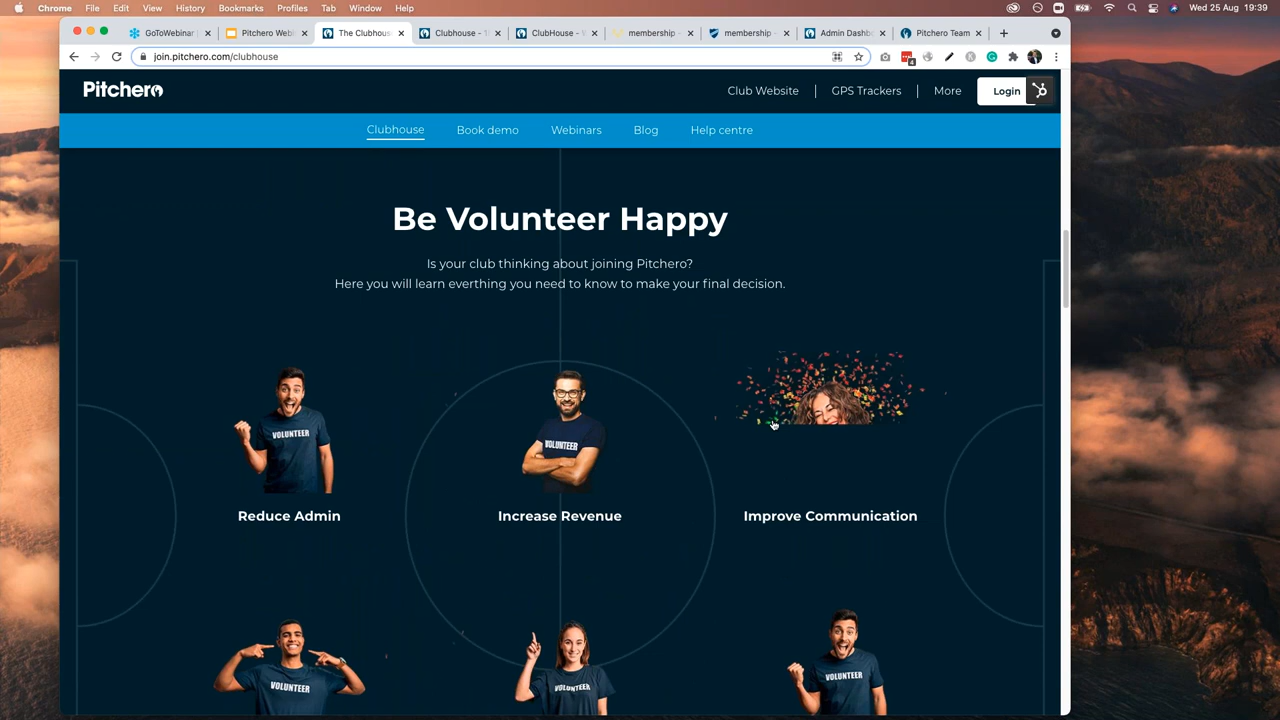 Chrome File Edit View History Bookmarks Profiles Tab Window Help Wed 25 Aug 19:39
GoToWebinar Pitchero Web The Clubhous Clubhouse - 1 ClubHouse - membership - membership - Admin Dashb Pitchero Team
join.pitchero.com/clubhouse 4
Pitchero Club Website GPS Trackers More Login
Clubhouse Book demo Webinars Blog Help centre
Be Volunteer Happy
Is your club thinking about joining Pitchero?
Here you will learn everthing you need to know to make your final decision.
VOLUNTEER VOLUNTEER
Reduce Admin Increase Revenue Improve Communication
VOLUNTEER VOLUNTEER VOLUNTEER